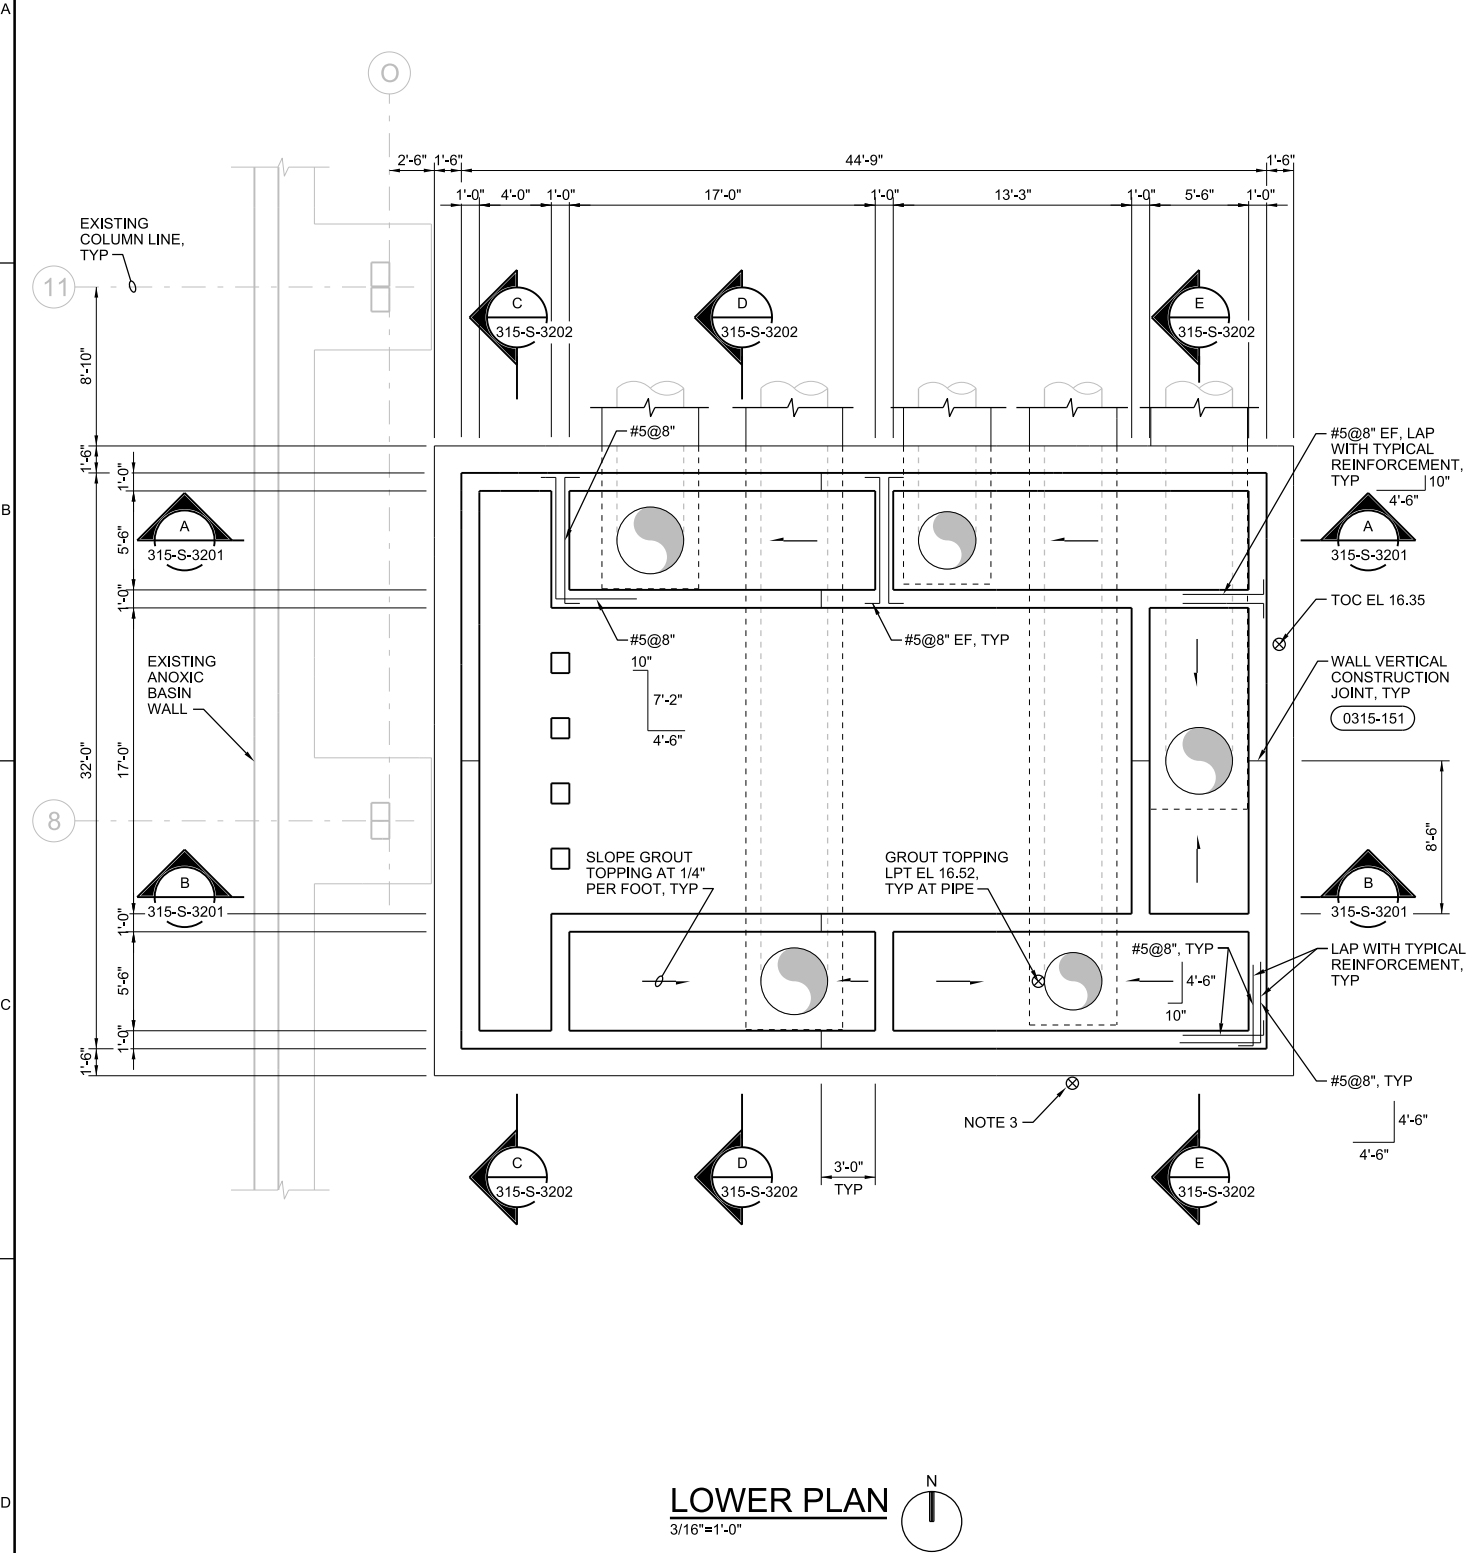 A
O
2'-6"
1'-6"
44'-9"
1'-6"
1'-0"
4'-0"
1'-0"
17'-0"
1'-0"
13'-3"
1'-0"
5'-6"
1'-0"
EXISTING
COLUMN LINE,
TYP
11
C
315-S-3202
D
315-S-3202
E
315-S-3202
8'-10"
#5@8"
#5@8" EF, LAP
WITH TYPICAL
REINFORCEMENT,
TYP
10"
4'-6"
1'-6"
1'-0"
B
A
315-S-3201
5'-6"
A
315-S-3201
1'-0"
TOC EL 16.35
#5@8"
#5@8" EF, TYP
10"
7'-2"
4'-6"
EXISTING
ANOXIC
BASIN
WALL
WALL VERTICAL
CONSTRUCTION
JOINT, TYP
0315-151
32'-0"
17'-0"
8
8'-6"
SLOPE GROUT
TOPPING AT 1/4"
PER FOOT, TYP
GROUT TOPPING
LPT EL 16.52,
TYP AT PIPE
B
315-S-3201
B
315-S-3201
1'-0"
#5@8", TYP
LAP WITH TYPICAL
REINFORCEMENT,
TYP
5'-6"
4'-6"
10"
C
1'-0"
1'-6"
#5@8", TYP
4'-6"
4'-6"
NOTE 3
C
315-S-3202
D
315-S-3202
3'-0"
TYP
E
315-S-3202
D
LOWER PLAN
3/16"=1'-0"
N